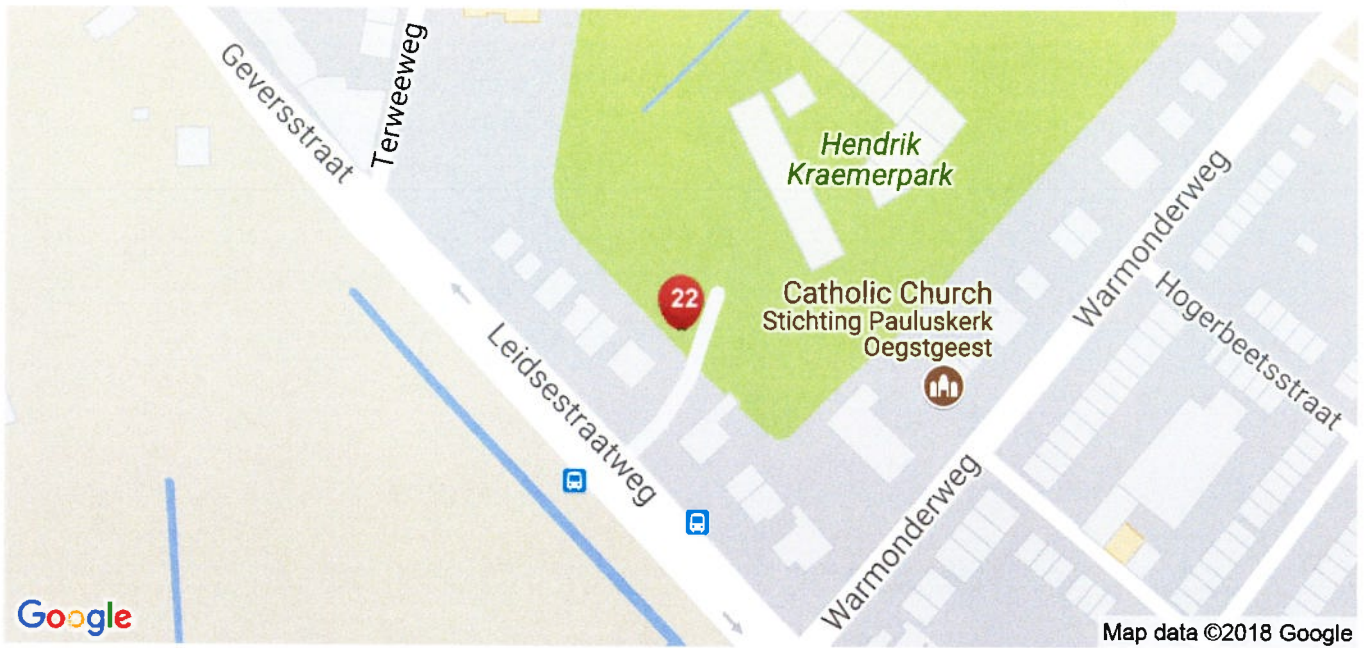 Geversstraat
Terweeweg
Hendrik
Kraemerpark
Warmonderweg
22
Catholic Church
Stichting Pauluskerk
Oegstgeest
Hogerbeetsstraat
Leidsestraatweg
Warmonderweg
Google
Map data ©2018 Google